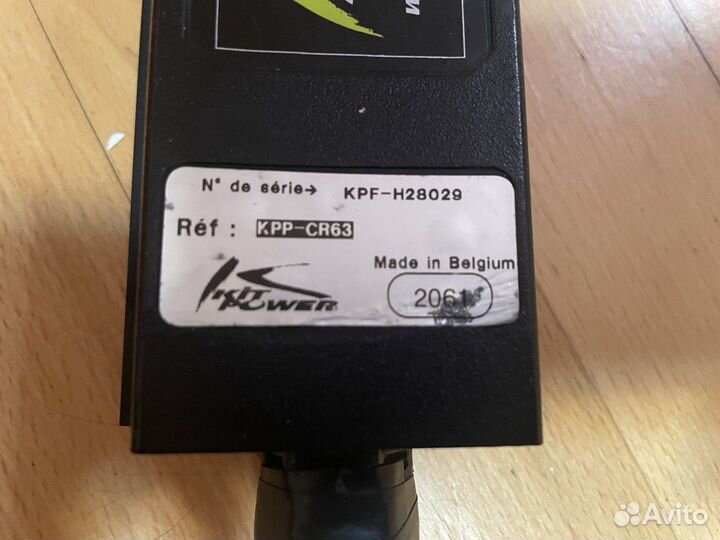 N° de série→ KPF-H28029
Réf : KPP-CR63
Made in Belgium
KIT POWER
2061
Avito